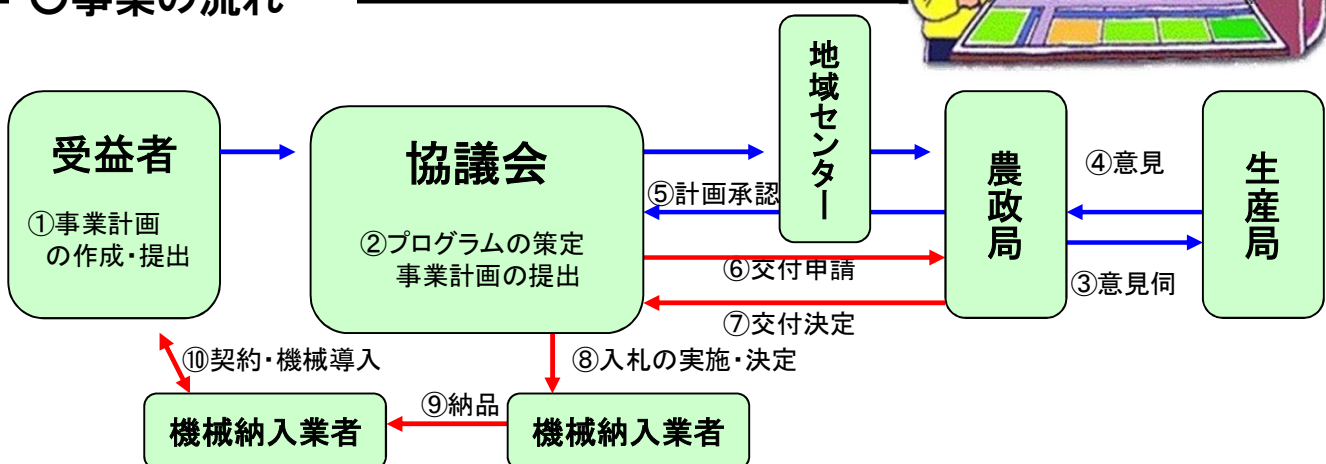 〇事業の流れ
受益者
①事業計画
の作成・提出
協議会
②プログラムの策定
事業計画の提出
地域センター
農政局
生産局
④意見
③意見伺
⑤計画承認
⑥交付申請
⑦交付決定
⑧入札の実施・決定
⑩契約・機械導入
⑨納品
機械納入業者
機械納入業者